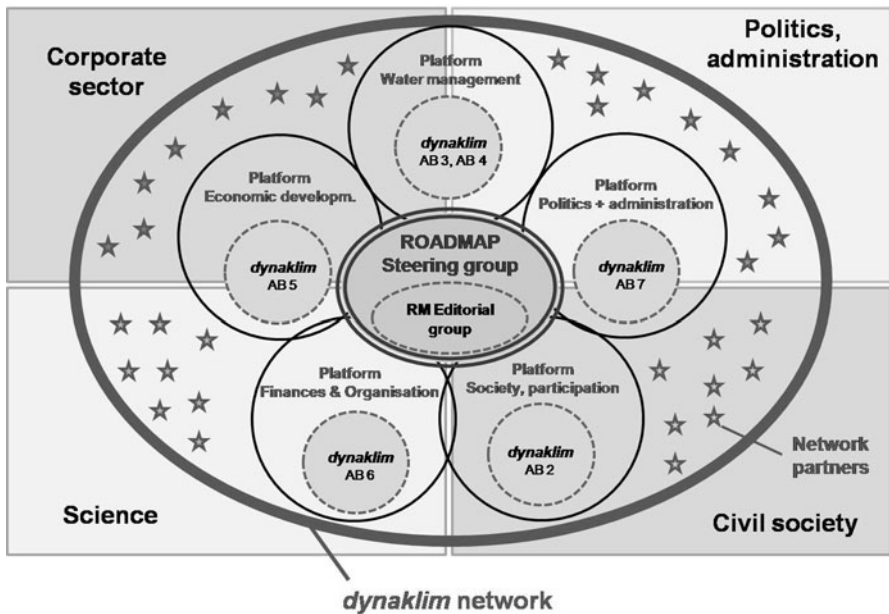 Corporate
sector
Politics,
administration
Platform
Water management
dynaklim
AB 3, AB 4
Platform
Economic developm.
dynaklim
AB 5
Platform
Politics + administration
dynaklim
AB 7
ROADMAP
Steering group
RM Editorial
group
Platform
Finances & Organisation
dynaklim
AB 6
Platform
Society, participation
dynaklim
AB 2
Network
partners
Science
Civil society
dynaklim network